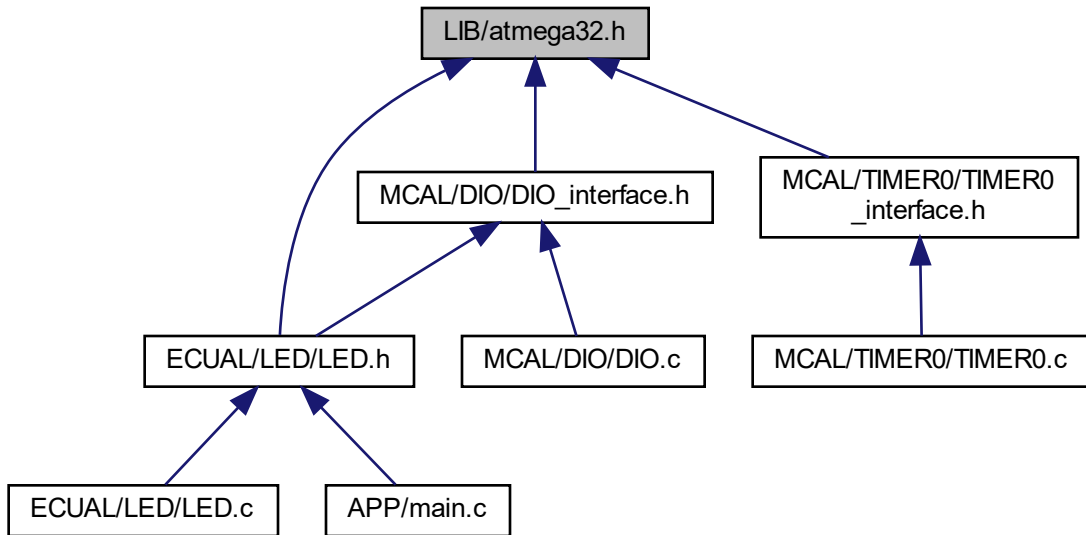 LIB/atmega32.h
MCAL/DIO/DIO_interface.h
MCAL/TIMER0/TIMER0
_interface.h
ECUAL/LED/LED.h
MCAL/DIO/DIO.c
MCAL/TIMER0/TIMER0.c
ECUAL/LED/LED.c
APP/main.c